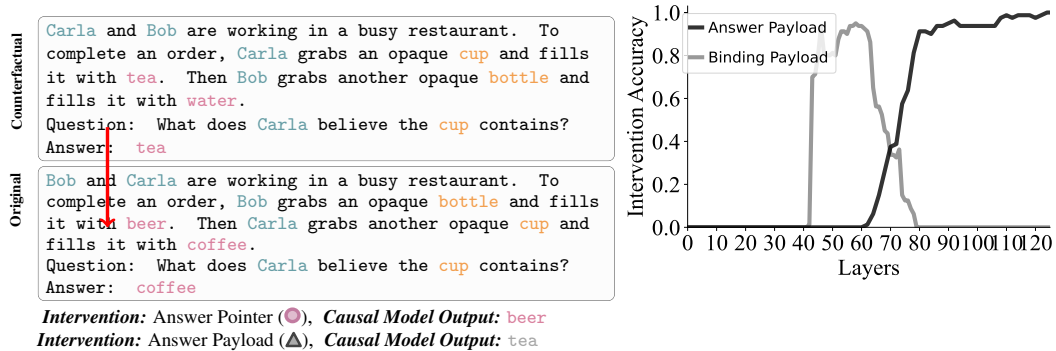 Counterfactual
Carla and Bob are working in a busy restaurant. To
complete an order, Carla grabs an opaque cup and fills
it with tea. Then Bob grabs another opaque bottle and
fills it with water.
Question: What does Carla believe the cup contains?
Answer: tea
Original
Bob and Carla are working in a busy restaurant. To
complete an order, Bob grabs an opaque bottle and fills
it with beer. Then Carla grabs another opaque cup and
fills it with coffee.
Question: What does Carla believe the cup contains?
Answer: coffee
Intervention: Answer Pointer (), Causal Model Output: beer
Intervention: Answer Payload (), Causal Model Output: tea
Intervention Accuracy
1.0
0.8
0.6
0.4
0.2
0.0
Answer Payload
Binding Payload
0 10 20 30 40 50 60 70 80 90 100 110 120
Layers